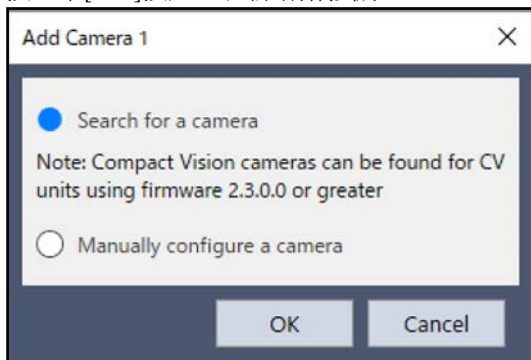 Add Camera 1
Search for a camera
Note: Compact Vision cameras can be found for CV
units using firmware 2.3.0.0 or greater
Manually configure a camera
OK
Cancel